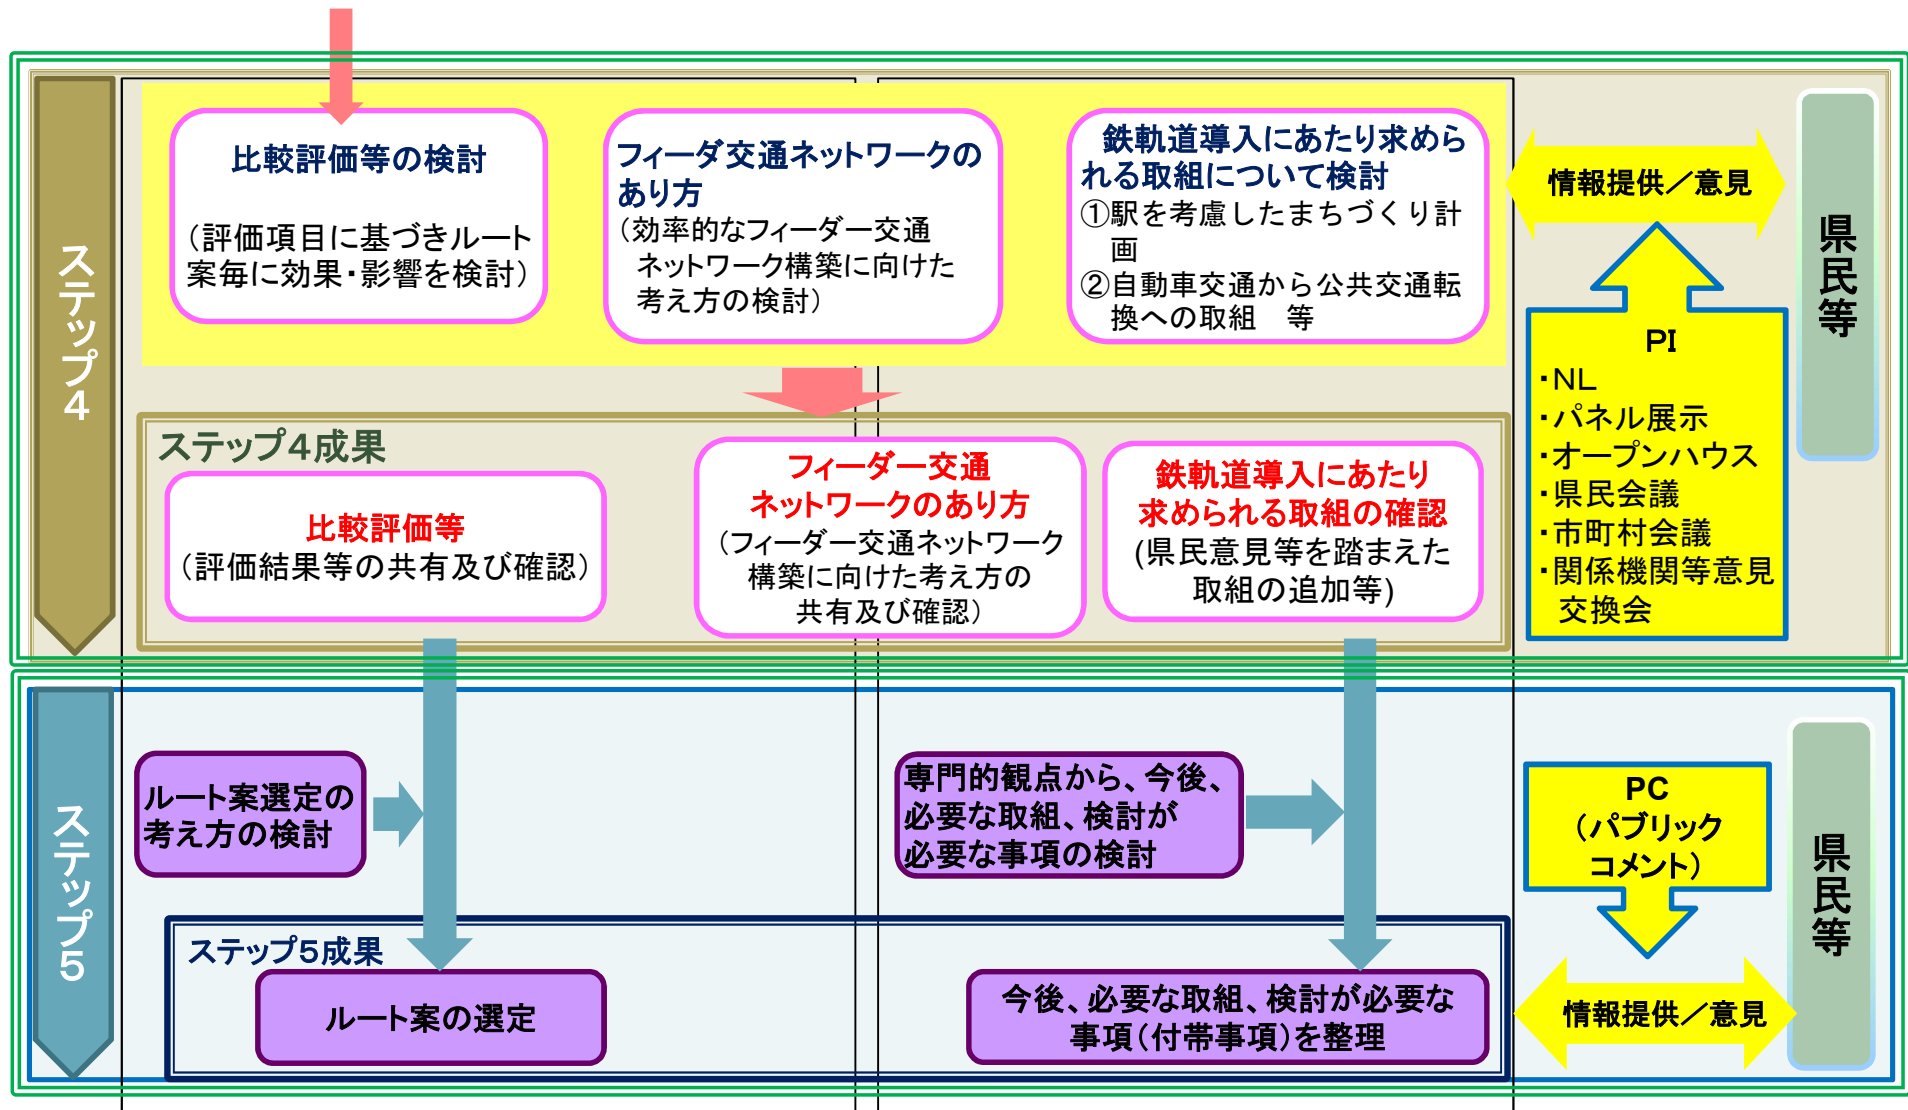 ステップ4
比較評価等の検討
（評価項目に基づきルート
案毎に効果・影響を検討）
フィーダ交通ネットワークの
あり方
（効率的なフィーダー交通
ネットワーク構築に向けた
考え方の検討）
鉄軌道導入にあたり求めら
れる取組について検討
①駅を考慮したまちづくり計
画
②自動車交通から公共交通転
換への取組　等
情報提供／意見
県民等
PI
・NL
・パネル展示
・オープンハウス
・県民会議
・市町村会議
・関係機関等意見
交換会
ステップ4成果
比較評価等
（評価結果等の共有及び確認）
フィーダー交通
ネットワークのあり方
（フィーダー交通ネットワーク
構築に向けた考え方の
共有及び確認）
鉄軌道導入にあたり
求められる取組の確認
(県民意見等を踏まえた
取組の追加等)
ステップ5
ルート案選定の
考え方の検討
専門的観点から、今後、
必要な取組、検討が
必要な事項の検討
PC
（パブリック
コメント）
県民等
ステップ5成果
ルート案の選定
今後、必要な取組、検討が必要な
事項（付帯事項）を整理
情報提供／意見